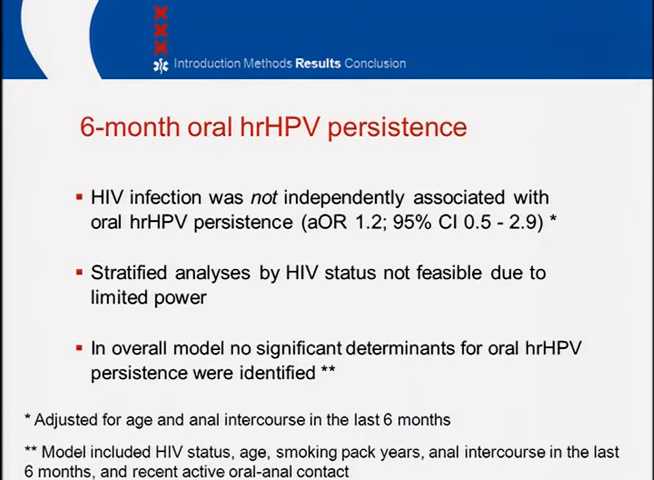 Introduction Methods Results Conclusion
6-month oral hrHPV persistence
HIV infection was not independently associated with
oral hrHPV persistence (aOR 1.2; 95% CI 0.5 - 2.9) *
Stratified analyses by HIV status not feasible due to
limited power
In overall model no significant determinants for oral hrHPV
persistence were identified **
* Adjusted for age and anal intercourse in the last 6 months
** Model included HIV status, age, smoking pack years, anal intercourse in the last
6 months, and recent active oral-anal contact